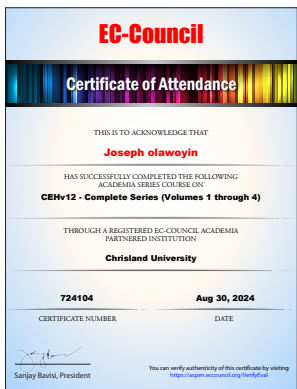 EC-Council
Certificate of Attendance
THIS IS TO ACKNOWLEDGE THAT
Joseph olawoyin
HAS SUCCESSFULLY COMPLETED THE FOLLOWING
ACADEMIA SERIES COURSE ON
CEHv12 - Complete Series (Volumes 1 through 4)
THROUGH A REGISTERED EC-COUNCIL ACADEMIA
PARTNERED INSTITUTION
Chrisland University
724104
Aug 30, 2024
CERTIFICATE NUMBER
DATE
Sanjay Bavisi, President
You can verify authenticity of this certificate by visiting
https://aspen.eccouncil.org/VerifyEval